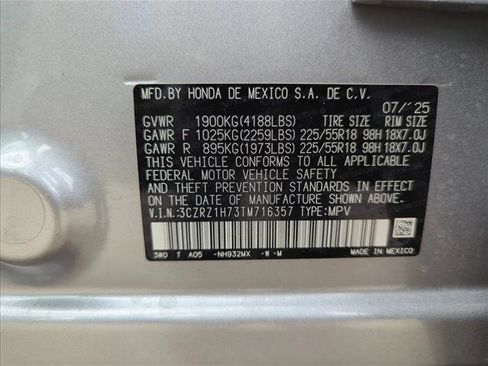 MFD.BY HONDA DE MEXICO S.A. DE C.V.
07/'25
GVWR 1900KG(4188LBS) TIRE SIZE RIM SIZE
GAWR F 1025KG(2259LBS) 225/55R18 98H 18X7.0J
GAWR R 895KG(1973LBS) 225/55R18 98H 18X7.0J
THIS VEHICLE CONFORMS TO ALL APPLICABLE
FEDERAL MOTOR VEHICLE SAFETY
AND THEFT PREVENTION STANDARDS IN EFFECT
ON THE DATE OF MANUFACTURE SHOWN ABOVE.
V.I.N.:3CZRZ1H73TM716357 TYPE:MPV
3W0 T A05 -NH932MX -W -M MADE IN MEXICO